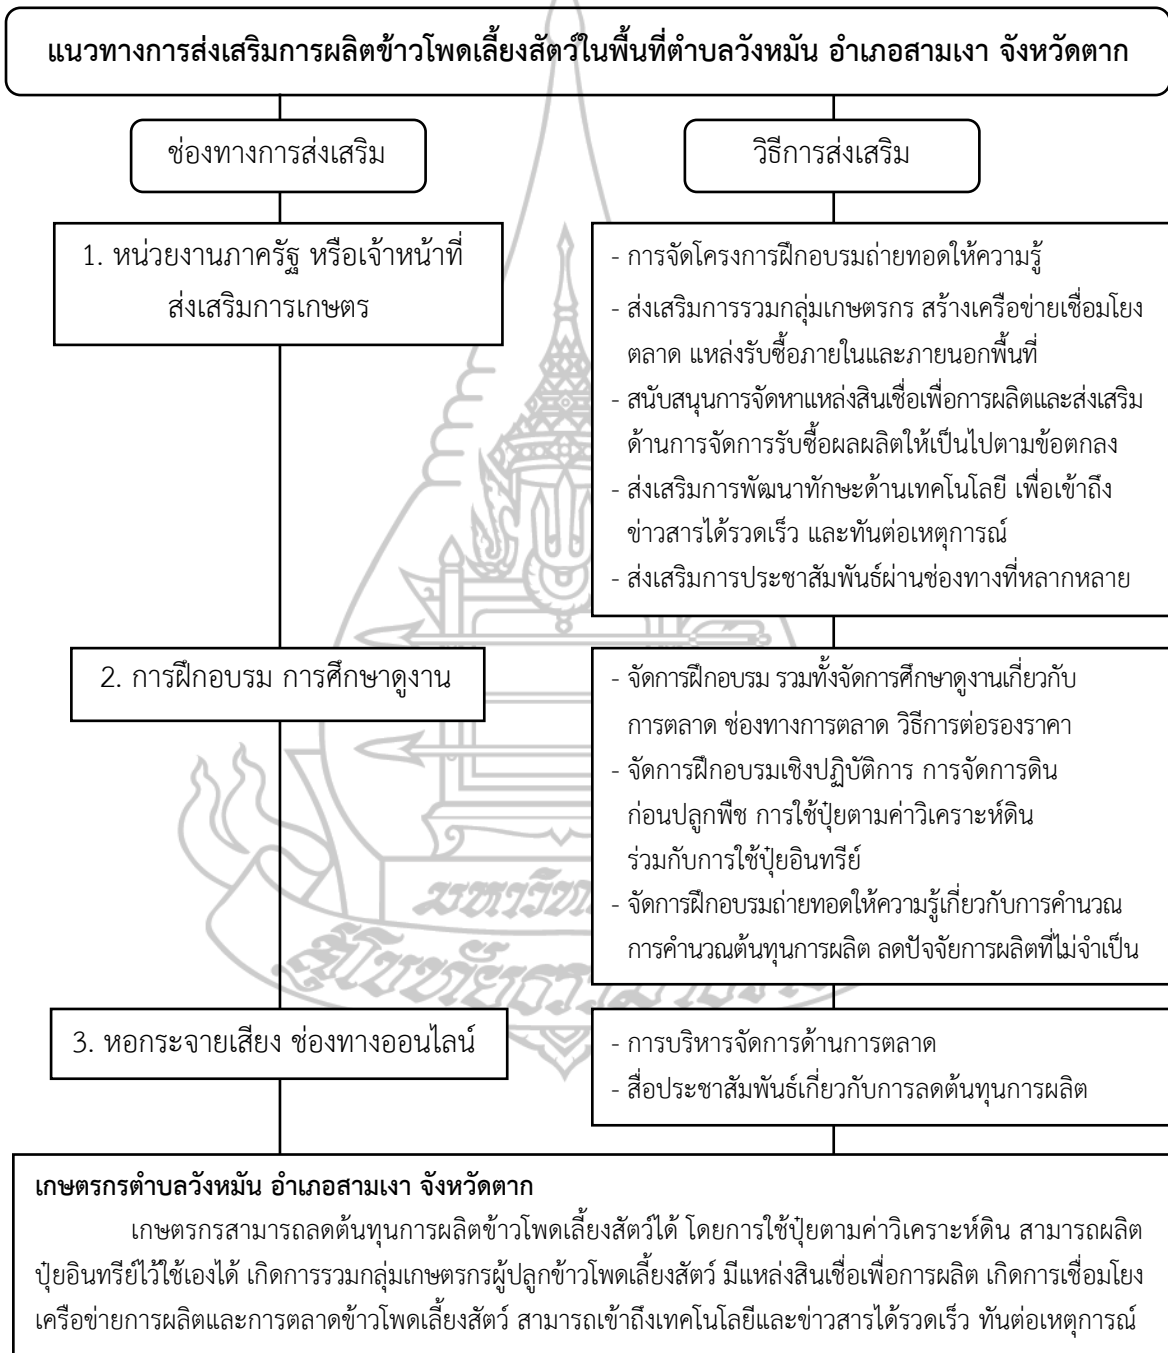 แนวทางการส่งเสริมการผลิตข้าวโพดเลี้ยงสัตว์ในพื้นที่ตำบลวังหมัน อำเภอสามเงา จังหวัดตาก
ช่องทางการส่งเสริม
วิธีการส่งเสริม
1. หน่วยงานภาครัฐ หรือเจ้าหน้าที่
ส่งเสริมการเกษตร
- การจัดโครงการฝึกอบรมถ่ายทอดให้ความรู้
- ส่งเสริมการรวมกลุ่มเกษตรกร สร้างเครือข่ายเชื่อมโยง
ตลาด แหล่งรับซื้อภายในและภายนอกพื้นที่
- สนับสนุนการจัดหาแหล่งสินเชื่อเพื่อการผลิตและส่งเสริม
ด้านการจัดการรับซื้อผลผลิตให้เป็นไปตามข้อตกลง
- ส่งเสริมการพัฒนาทักษะด้านเทคโนโลยี เพื่อเข้าถึง
ข่าวสารได้รวดเร็ว และทันต่อเหตุการณ์
- ส่งเสริมการประชาสัมพันธ์ผ่านช่องทางที่หลากหลาย
2. การฝึกอบรม การศึกษาดูงาน
- จัดการฝึกอบรม รวมทั้งจัดการศึกษาดูงานเกี่ยวกับ
การตลาด ช่องทางการตลาด วิธีการต่อรองราคา
- จัดการฝึกอบรมเชิงปฏิบัติการ การจัดการดิน
ก่อนปลูกพืช การใช้ปุ๋ยตามค่าวิเคราะห์ดิน
ร่วมกับการใช้ปุ๋ยอินทรีย์
- จัดการฝึกอบรมถ่ายทอดให้ความรู้เกี่ยวกับการคำนวณ
การคำนวณต้นทุนการผลิต ลดปัจจัยการผลิตที่ไม่จำเป็น
3. หอกระจายเสียง ช่องทางออนไลน์
- การบริหารจัดการด้านการตลาด
- สื่อประชาสัมพันธ์เกี่ยวกับการลดต้นทุนการผลิต
เกษตรกรตำบลวังหมัน อำเภอสามเงา จังหวัดตาก
เกษตรกรสามารถลดต้นทุนการผลิตข้าวโพดเลี้ยงสัตว์ได้ โดยการใช้ปุ๋ยตามค่าวิเคราะห์ดิน สามารถผลิต
ปุ๋ยอินทรีย์ไว้ใช้เองได้ เกิดการรวมกลุ่มเกษตรกรผู้ปลูกข้าวโพดเลี้ยงสัตว์ มีแหล่งสินเชื่อเพื่อการผลิต เกิดการเชื่อมโยง
เครือข่ายการผลิตและการตลาดข้าวโพดเลี้ยงสัตว์ สามารถเข้าถึงเทคโนโลยีและข่าวสารได้รวดเร็ว ทันต่อเหตุการณ์